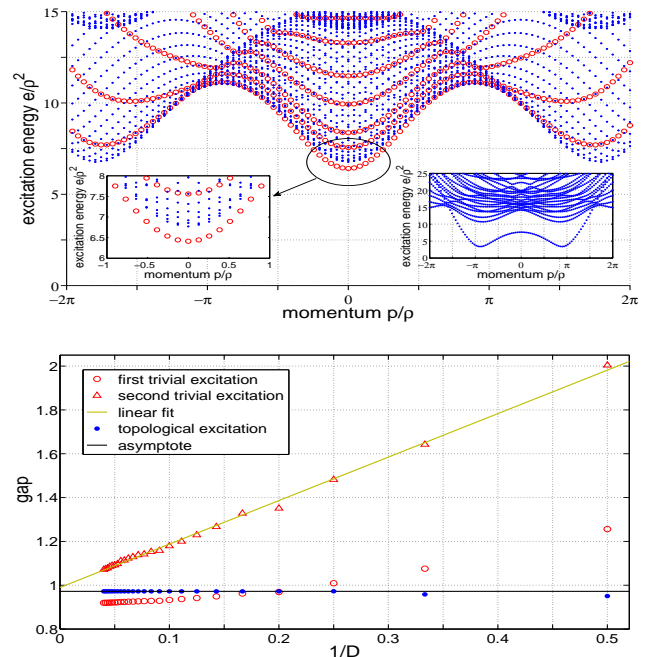 15
10
5
0
excitation energy e/ρ²
8
7.5
7
6.5
6
excitation energy e/ρ²
−1
−0.5
0
0.5
1
momentum p/ρ
25
20
15
10
5
0
excitation energy e/ρ²
−2π
−π
0
π
2π
momentum p/ρ
−2π
−π
0
π
2π
momentum p/ρ
2
1.8
1.6
1.4
1.2
1
0.8
gap
first trivial excitation
second trivial excitation
linear fit
topological excitation
asymptote
0
0.1
0.2
0.3
0.4
0.5
1/D